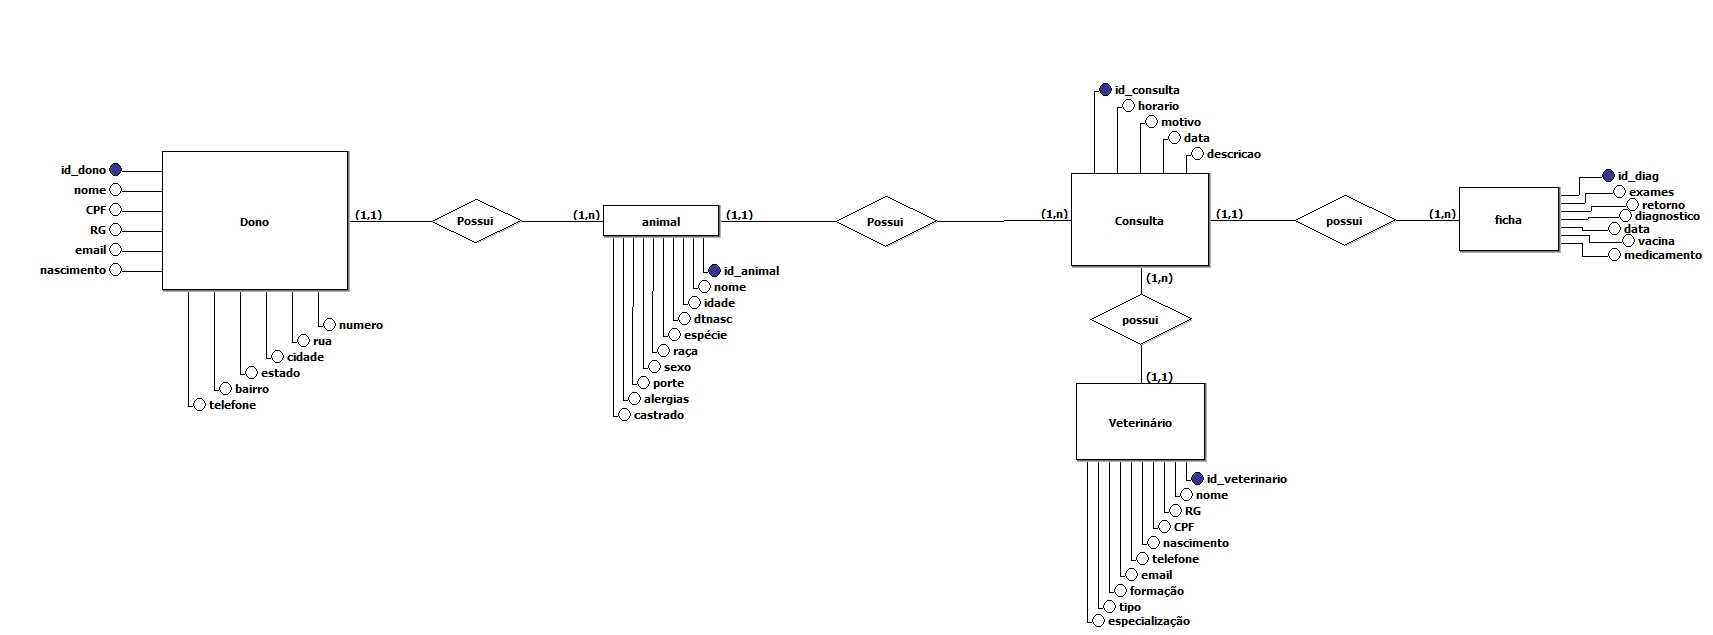 id_dono
nome
CPF
RG
email
nascimento
Dono
numero
rua
cidade
estado
bairro
telefone
(1,1)
Possui
(1,n)
animal
id_animal
nome
idade
dtnasc
espécie
raça
sexo
porte
alergias
castrado
(1,1)
Possui
(1,n)
id_consulta
horario
motivo
data
descricao
Consulta
(1,1)
possui
(1,n)
ficha
id_diag
exames
retorno
diagnostico
data
vacina
medicamento
(1,n)
possui
(1,1)
Veterinário
id_veterinario
nome
RG
CPF
nascimento
telefone
email
formação
tipo
especialização